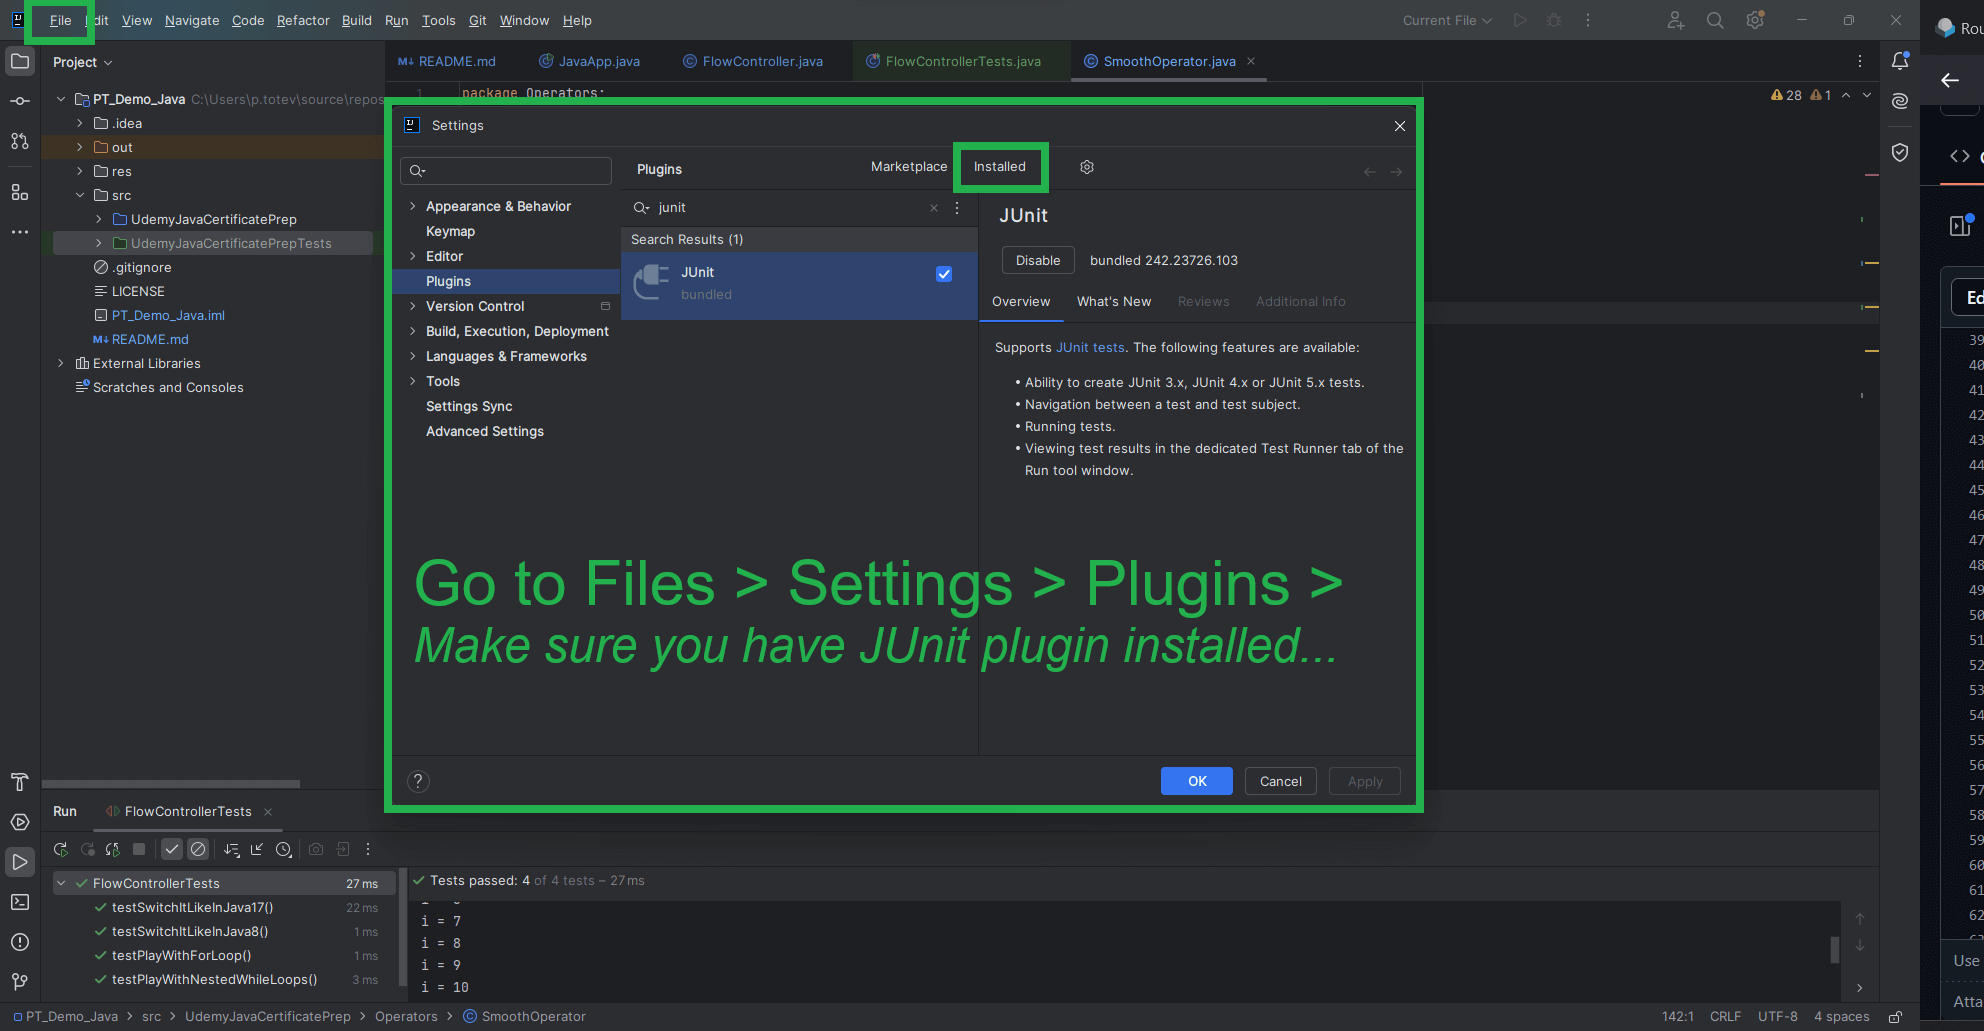 File Edit View Navigate Code Refactor Build Run Tools Git Window Help
Current File
Project
README.md JavaApp.java FlowController.java FlowControllerTests.java SmoothOperator.java
1 package Operators;
28 1
PT_Demo_Java C:\Users\p.totev\source\repos
.idea
out
res
src
UdemyJavaCertificatePrep
UdemyJavaCertificatePrepTests
.gitignore
LICENSE
PT_Demo_Java.iml
README.md
External Libraries
Scratches and Consoles
Settings
Appearance & Behavior
Keymap
Editor
Plugins
Version Control
Build, Execution, Deployment
Languages & Frameworks
Tools
Settings Sync
Advanced Settings
Plugins Marketplace Installed
junit
Search Results (1)
JUnit
bundled
JUnit
Disable bundled 242.23726.103
Overview What's New Reviews Additional Info
Supports JUnit tests. The following features are available:
• Ability to create JUnit 3.x, JUnit 4.x or JUnit 5.x tests.
• Navigation between a test and test subject.
• Running tests.
• Viewing test results in the dedicated Test Runner tab of the
Run tool window.
Go to Files > Settings > Plugins >
Make sure you have JUnit plugin installed...
? OK Cancel Apply
Run FlowControllerTests
FlowControllerTests 27 ms
testSwitchItLikeInJava17() 22 ms
testSwitchItLikeInJava8() 1 ms
testPlayWithForLoop() 1 ms
testPlayWithNestedWhileLoops() 3 ms
Tests passed: 4 of 4 tests – 27 ms
i = 7
i = 8
i = 9
i = 10
PT_Demo_Java > src > UdemyJavaCertificatePrep > Operators > SmoothOperator
142:1 CRLF UTF-8 4 spaces
Rou
Ed
39
40
41
42
43
44
45
46
47
48
49
50
51
52
53
54
55
56
57
58
59
60
61
62
Use
Atta